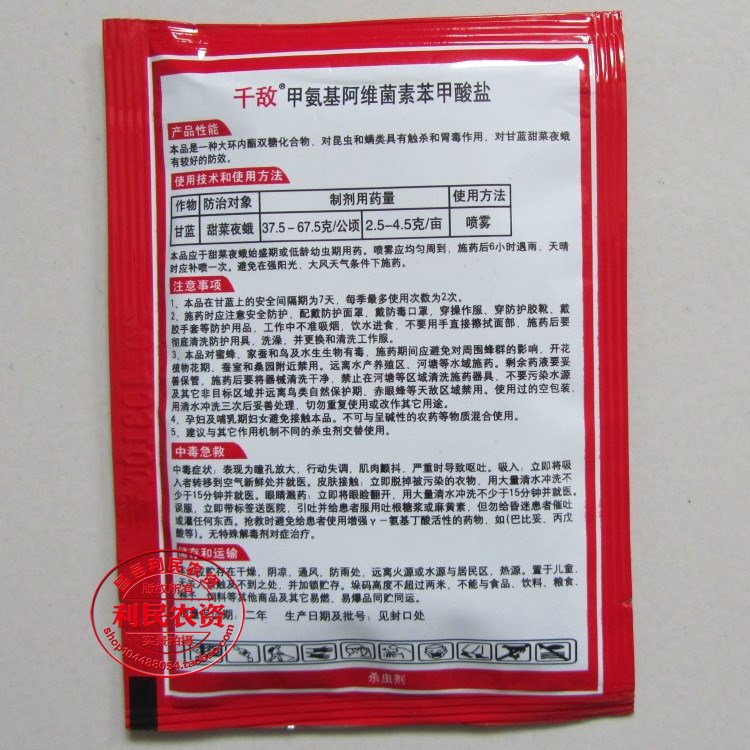 千敌®甲氨基阿维菌素苯甲酸盐
产品性能
本品是一种大环内酯双糖化合物，对昆虫和螨类具有触杀和胃毒作用，对甘蓝甜菜夜蛾
有较好的防效。
使用技术和使用方法
作物 防治对象 制剂用药量 使用方法
甘蓝 甜菜夜蛾 37.5-67.5克/公顷 2.5-4.5克/亩 喷雾
本品应于甜菜夜蛾始盛期或低龄幼虫期用药。喷雾应均匀周到，施药后6小时遇雨，天晴
时应补喷一次。避免在强阳光，大风天气条件下施药。
注意事项
1、本品在甘蓝上的安全间隔期为7天，每季最多使用次数为2次。
2、施药时应注意安全防护，配戴防护面罩，戴防毒口罩，穿操作服，穿防护胶靴，戴
胶手套等防护用品，工作中不准吸烟，饮水进食，不要用手直接擦拭面部，施药后要
彻底清洗防护用具，洗澡，并更换和清洗工作服。
3、本品对蜜蜂，家蚕和鸟及水生生物有毒，施药期间应避免对周围蜂群的影响，开花
植物花期，蚕室和桑园附近禁用。远离水产养殖区，河塘等水域施药。剩余药液要妥
善保管，施药后要将器械清洗干净，禁止在河塘等区域清洗施药器具，不要污染水源
及其它非目标区域并远离鸟类自然保护期，赤眼蜂等天敌区域禁用。使用过的空包装，
用清水冲洗三次后妥善处理，切勿重复使用或改作其它用途。
4、孕妇及哺乳期妇女避免接触本品。不可与呈碱性的农药等物质混合使用。
5、建议与其它作用机制不同的杀虫剂交替使用。
中毒急救
中毒症状：表现为瞳孔放大，行动失调，肌肉颤抖，严重时导致呕吐。吸入：立即将吸
入者转移到空气新鲜处并就医。皮肤接触：立即脱掉被污染的衣物，用大量清水冲洗不
少于15分钟并就医。眼睛溅药：立即将眼睑翻开，用大量清水冲洗不少于15分钟并就医。
误服，立即带标签送医院，引吐并给患者服用吐根糖浆或麻黄素，但勿给昏迷患者催吐
或灌任何东西。抢救时避免给患者使用增强γ-氨基丁酸活性的药物，如(巴比妥、丙戊
酸等)。无特殊解毒剂对症治疗。
存和运输
贮存在干燥，阴凉，通风，防雨处，远离火源或水源与居民区，热源。置于儿童，
触及不到之处，并加锁贮存。垛码高度不超过两米，不能与食品，饮料，粮食，
饲料等其他商品及其它易燃、易爆品同贮同运。
期：二年 生产日期及批号：见封口处
杀虫剂
利民农资
版权所有
利民农资
实景拍摄
shop104488054.taobao.com